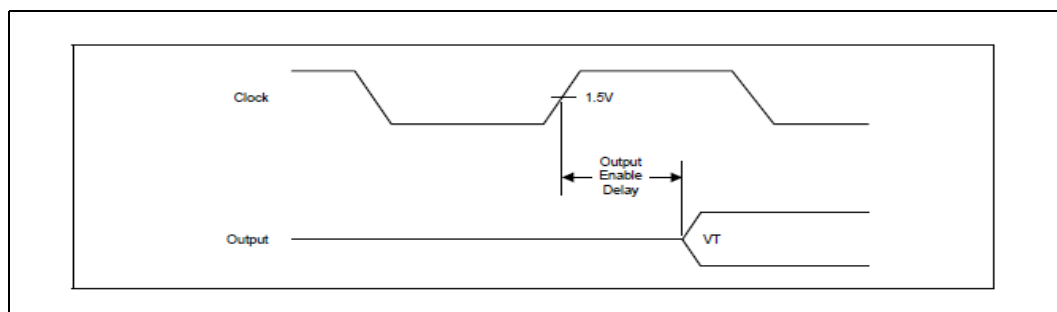 Clock
1.5V
Output
Enable
Delay
Output
VT